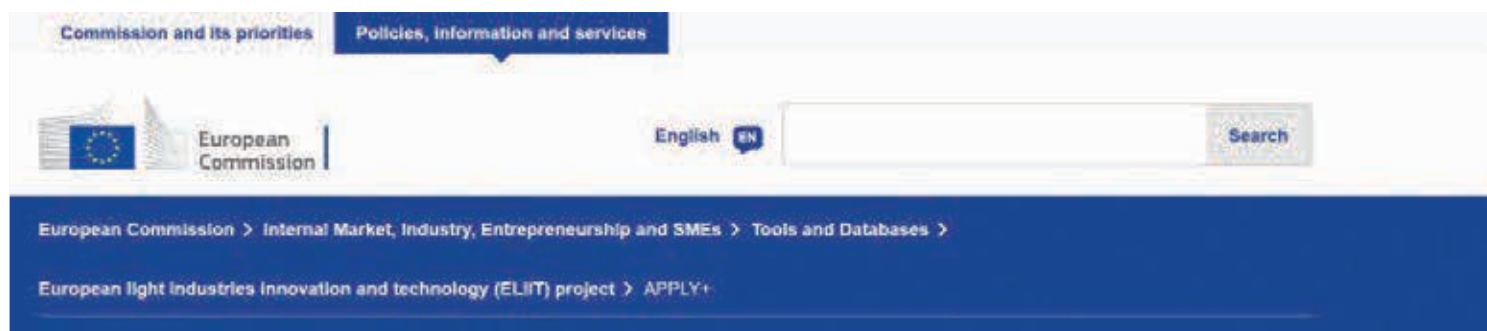 Commission and its priorities Policies, information and services
European
Commission
English EN Search
European Commission > Internal Market, Industry, Entrepreneurship and SMEs > Tools and Databases >
European light industries innovation and technology (ELIIT) project > APPLY+